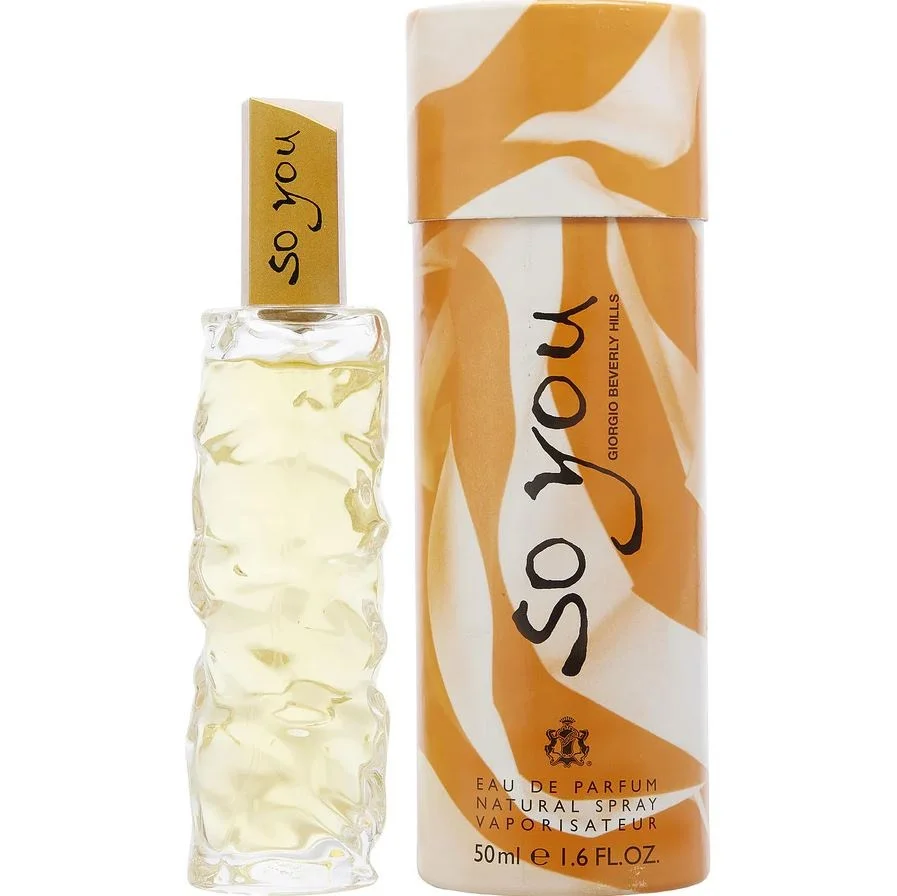 so you
so you
GIORGIO BEVERLY HILLS
®
EAU DE PARFUM
NATURAL SPRAY
VAPORISATEUR
50ml ℮ 1.6 FL.OZ.